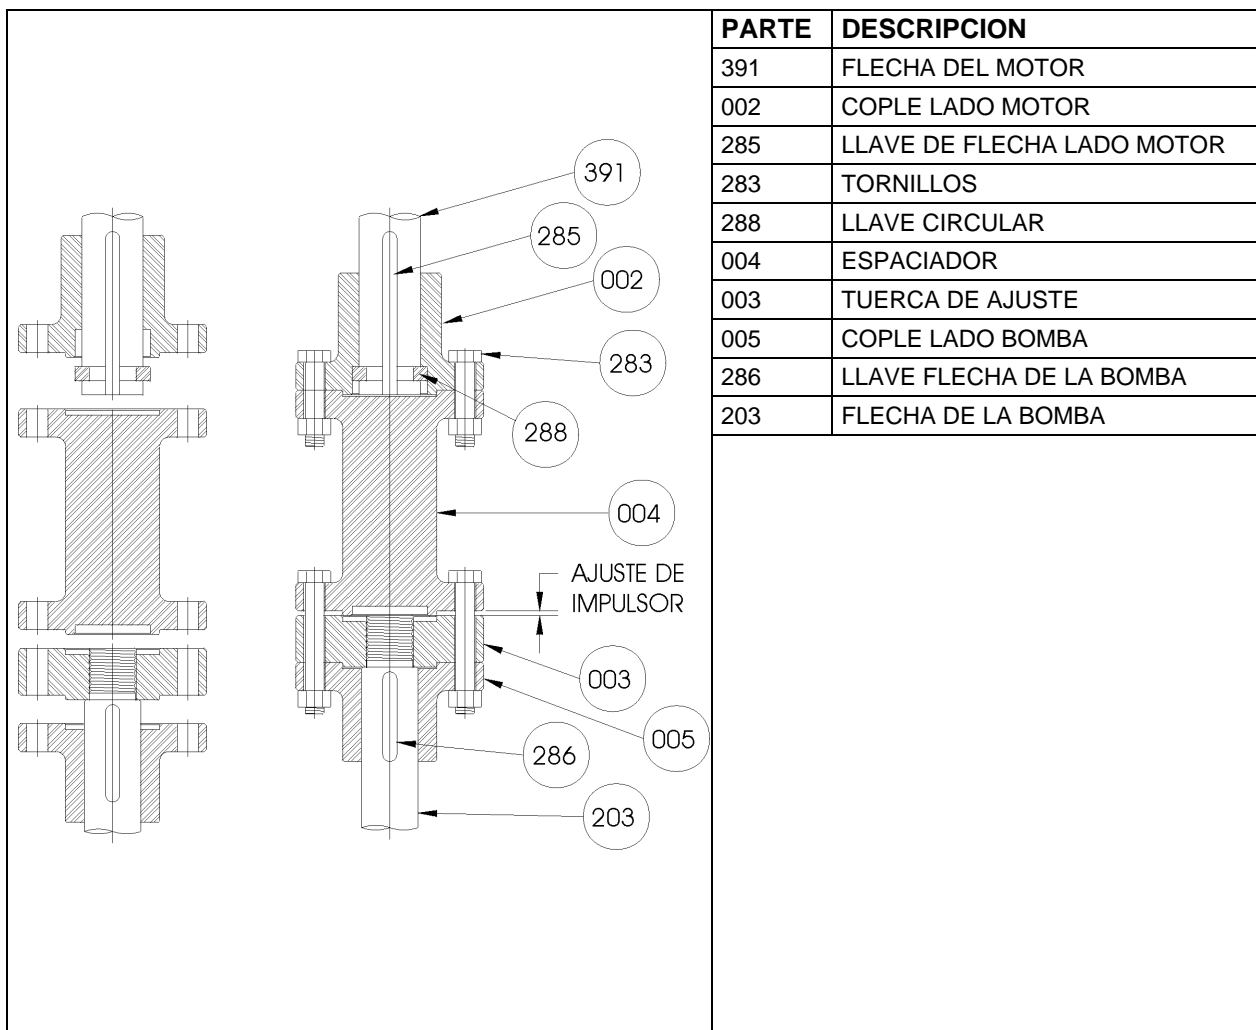 PARTE DESCRIPCION
391 FLECHA DEL MOTOR
002 COPLE LADO MOTOR
285 LLAVE DE FLECHA LADO MOTOR
283 TORNILLOS
288 LLAVE CIRCULAR
004 ESPACIADOR
003 TUERCA DE AJUSTE
005 COPLE LADO BOMBA
286 LLAVE FLECHA DE LA BOMBA
203 FLECHA DE LA BOMBA
391
285
002
283
288
004
AJUSTE DE
IMPULSOR
003
005
286
203